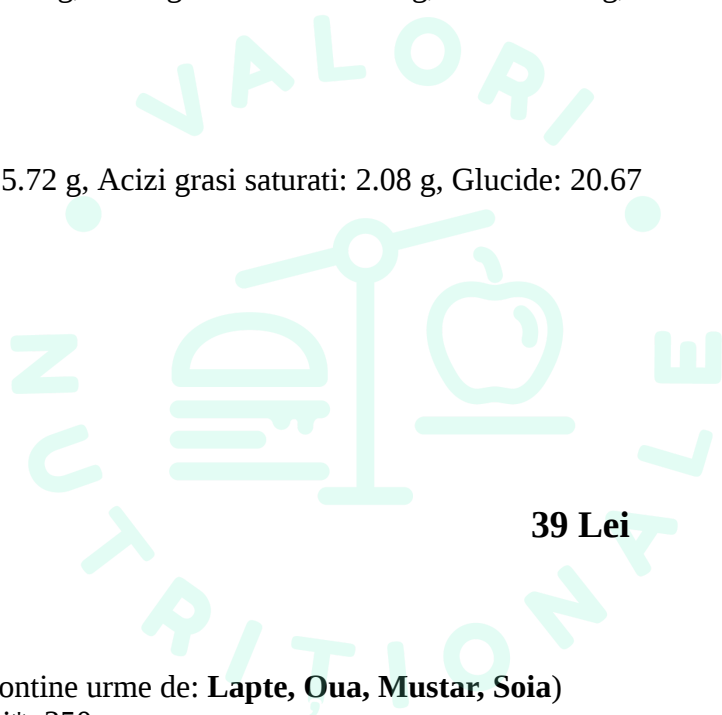 VALORI
5.72 g, Acizi grasi saturati: 2.08 g, Glucide: 20.67
NUTRIȚIONALE
39 Lei
ontine urme de: Lapte, Oua, Mustar, Soia)